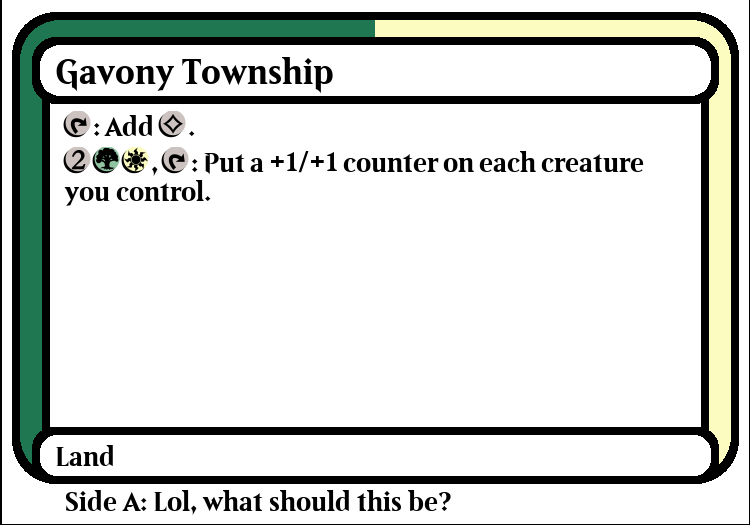 Gavony Township
: Add .
2, : Put a +1/+1 counter on each creature
you control.
Land
Side A: Lol, what should this be?